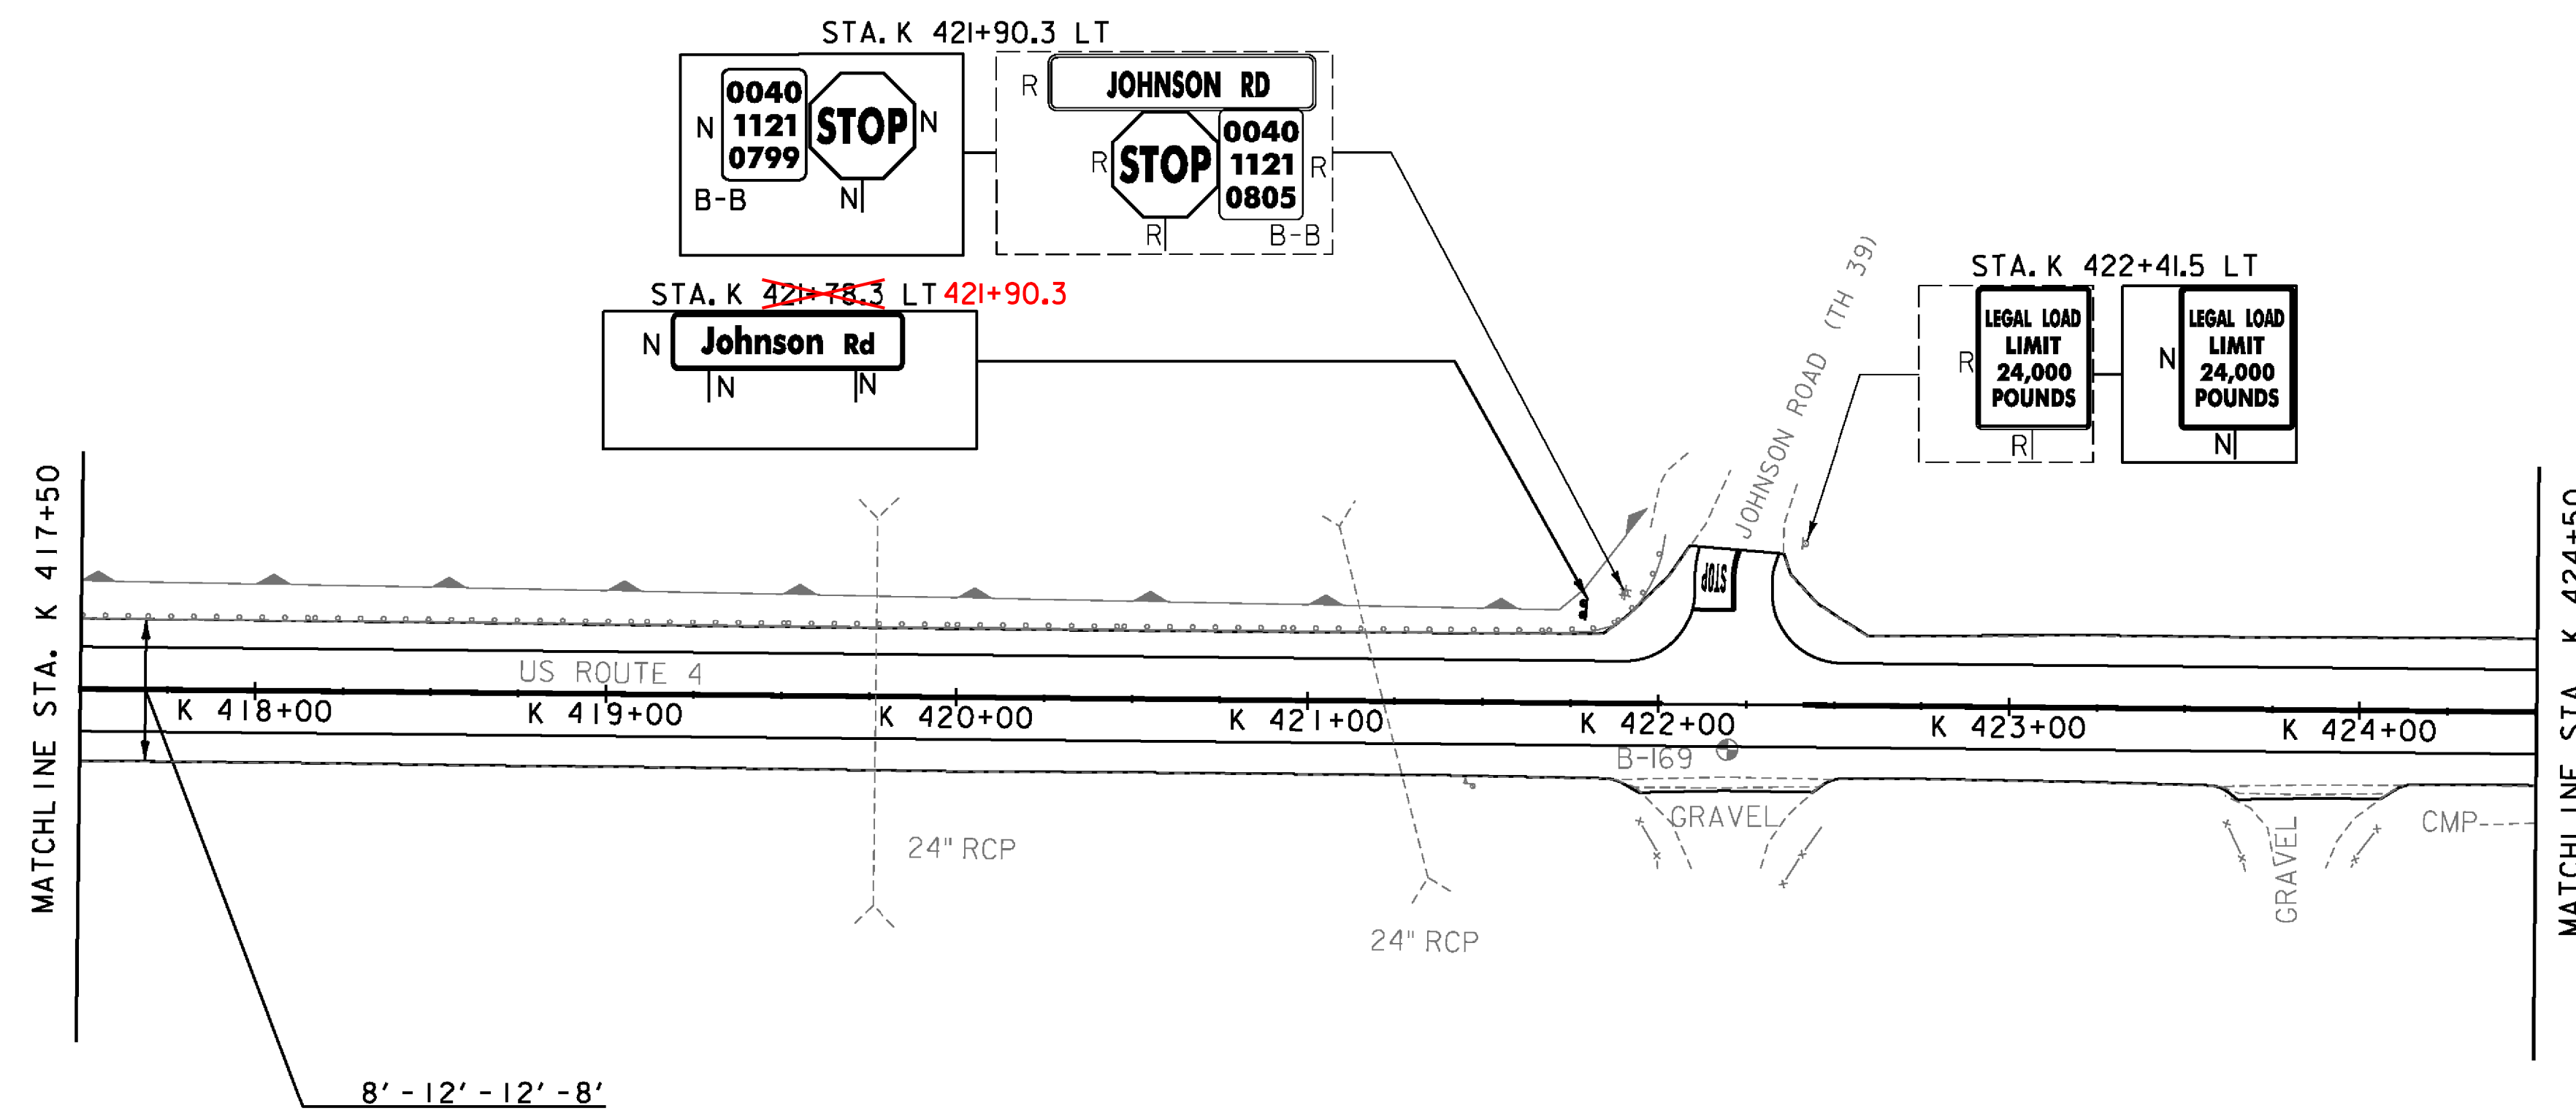 STA. K 421+90.3 LT
N 0040 1121 0799 STOP N
B-B N
R JOHNSON RD
R STOP 0040 1121 0805 R
R B-B
STA. K 421+78.3 LT 421+90.3
N Johnson Rd
N N
STA. K 422+41.5 LT
R LEGAL LOAD
LIMIT
24,000
POUNDS
R
N LEGAL LOAD
LIMIT
24,000
POUNDS
N
JOHNSON ROAD (TH 39)
STOP
MATCHLINE STA. K 417+50
MATCHLINE STA. K 424+50
US ROUTE 4
K 418+00
K 419+00
K 420+00
K 421+00
K 422+00
K 423+00
K 424+00
B-169
GRAVEL
GRAVEL
CMP
24" RCP
24" RCP
8'-12'-12'-8'